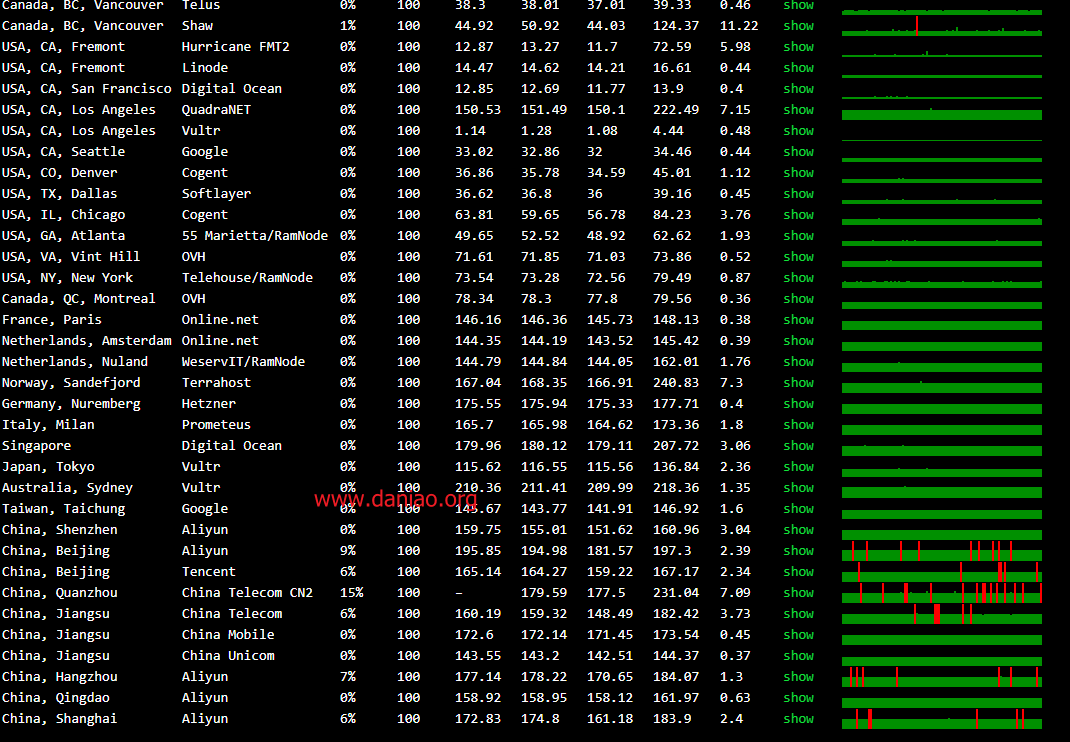 Canada, BC, Vancouver Telus 0% 100 38.3 38.01 37.01 39.33 0.46 show
Canada, BC, Vancouver Shaw 1% 100 44.92 50.92 44.03 124.37 11.22 show
USA, CA, Fremont Hurricane FMT2 0% 100 12.87 13.27 11.7 72.59 5.98 show
USA, CA, Fremont Linode 0% 100 14.47 14.62 14.21 16.61 0.44 show
USA, CA, San Francisco Digital Ocean 0% 100 12.85 12.69 11.77 13.9 0.4 show
USA, CA, Los Angeles QuadraNET 0% 100 150.53 151.49 150.1 222.49 7.15 show
USA, CA, Los Angeles Vultr 0% 100 1.14 1.28 1.08 4.44 0.48 show
USA, CA, Seattle Google 0% 100 33.02 32.86 32 34.46 0.44 show
USA, CO, Denver Cogent 0% 100 36.86 35.78 34.59 45.01 1.12 show
USA, TX, Dallas Softlayer 0% 100 36.62 36.8 36 39.16 0.45 show
USA, IL, Chicago Cogent 0% 100 63.81 59.65 56.78 84.23 3.76 show
USA, GA, Atlanta 55 Marietta/RamNode 0% 100 49.65 52.52 48.92 62.62 1.93 show
USA, VA, Vint Hill OVH 0% 100 71.61 71.85 71.03 73.86 0.52 show
USA, NY, New York Telehouse/RamNode 0% 100 73.54 73.28 72.56 79.49 0.87 show
Canada, QC, Montreal OVH 0% 100 78.34 78.3 77.8 79.56 0.36 show
France, Paris Online.net 0% 100 146.16 146.36 145.73 148.13 0.38 show
Netherlands, Amsterdam Online.net 0% 100 144.35 144.19 143.52 145.42 0.39 show
Netherlands, Nuland WeservIT/RamNode 0% 100 144.79 144.84 144.05 162.01 1.76 show
Norway, Sandefjord Terrahost 0% 100 167.04 168.35 166.91 240.83 7.3 show
Germany, Nuremberg Hetzner 0% 100 175.55 175.94 175.33 177.71 0.4 show
Italy, Milan Prometeus 0% 100 165.7 165.98 164.62 173.36 1.8 show
Singapore Digital Ocean 0% 100 179.96 180.12 179.11 207.72 3.06 show
Japan, Tokyo Vultr 0% 100 115.62 116.55 115.56 136.84 2.36 show
Australia, Sydney Vultr 0% 100 210.36 211.41 209.99 218.36 1.35 show
www.daniao.org
Taiwan, Taichung Google 0% 100 145.67 143.77 141.91 146.92 1.6 show
China, Shenzhen Aliyun 0% 100 159.75 155.01 151.62 160.96 3.04 show
China, Beijing Aliyun 9% 100 195.85 194.98 181.57 197.3 2.39 show
China, Beijing Tencent 6% 100 165.14 164.27 159.22 167.17 2.34 show
China, Quanzhou China Telecom CN2 15% 100 – 179.59 177.5 231.04 7.09 show
China, Jiangsu China Telecom 6% 100 160.19 159.32 148.49 182.42 3.73 show
China, Jiangsu China Mobile 0% 100 172.6 172.14 171.45 173.54 0.45 show
China, Jiangsu China Unicom 0% 100 143.55 143.2 142.51 144.37 0.37 show
China, Hangzhou Aliyun 7% 100 177.14 178.22 170.65 184.07 1.3 show
China, Qingdao Aliyun 0% 100 158.92 158.95 158.12 161.97 0.63 show
China, Shanghai Aliyun 6% 100 172.83 174.8 161.18 183.9 2.4 show